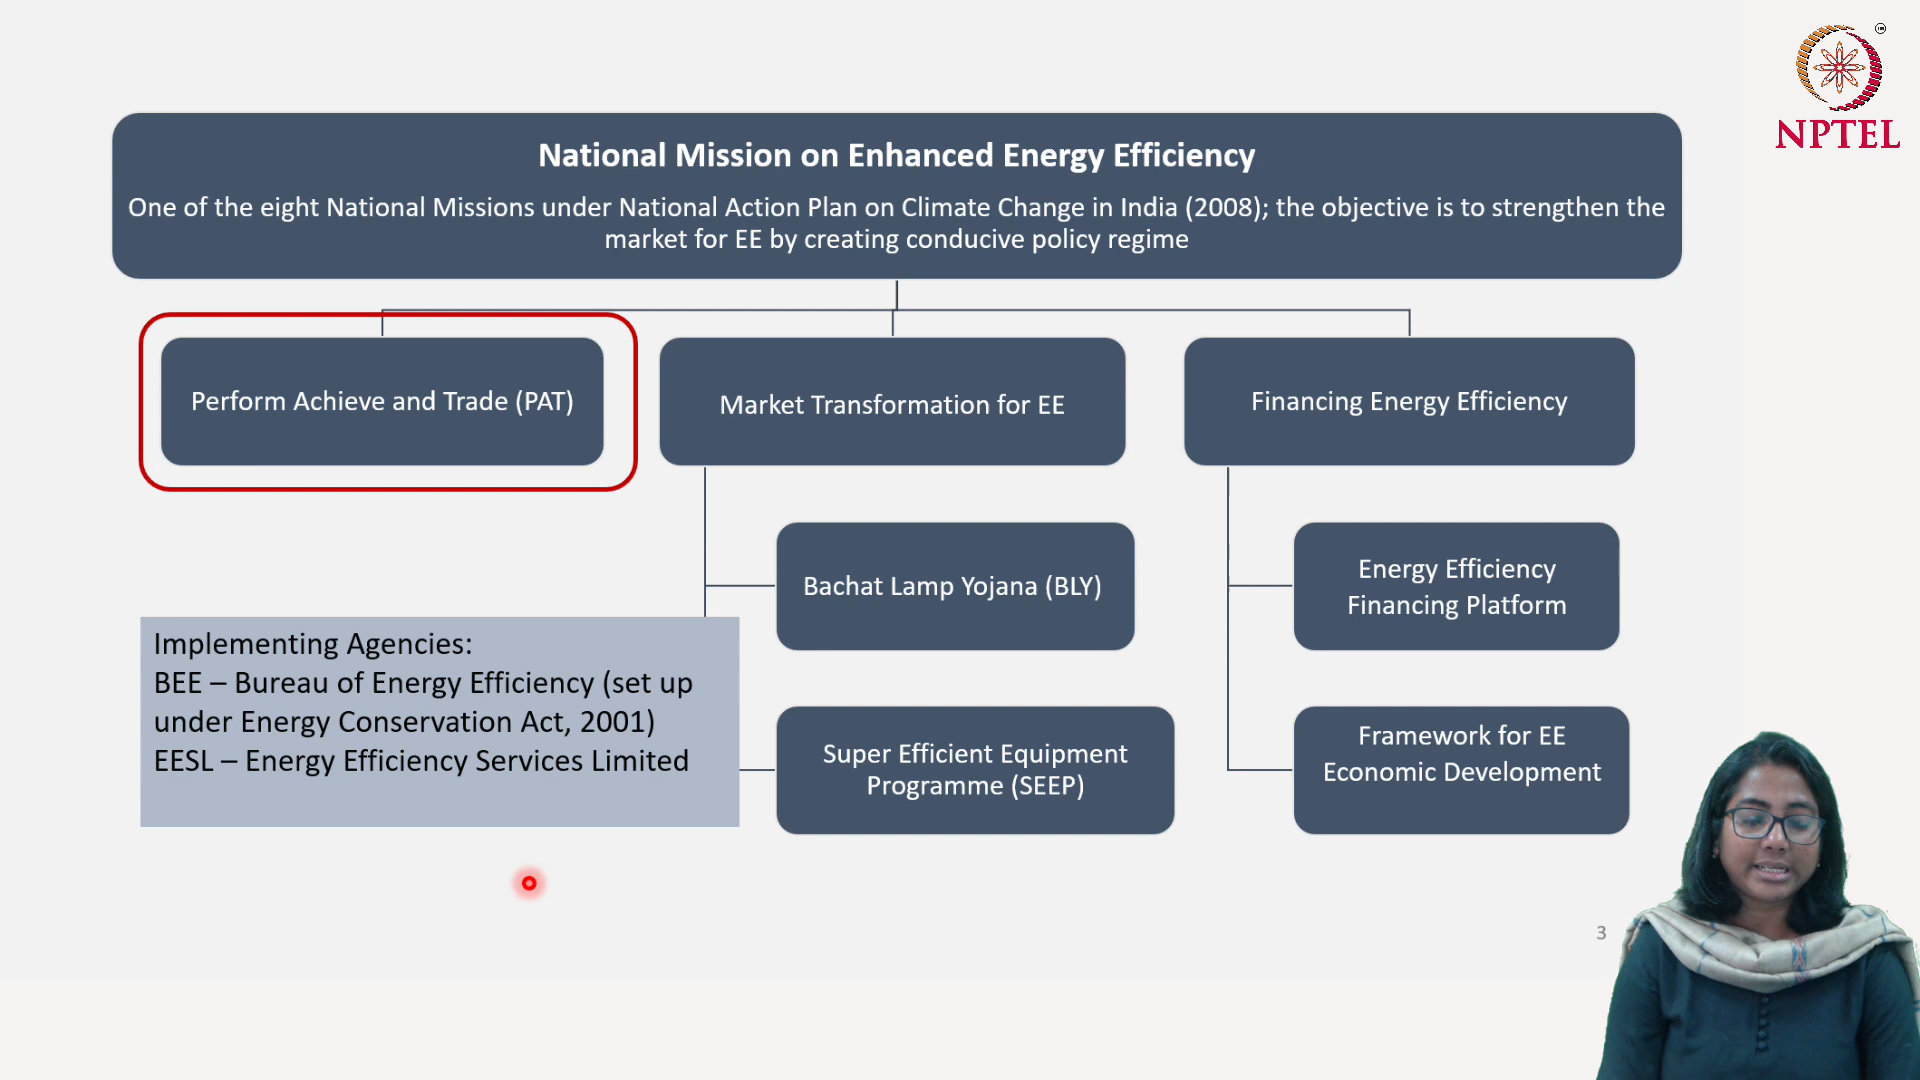 NPTEL
National Mission on Enhanced Energy Efficiency
One of the eight National Missions under National Action Plan on Climate Change in India (2008); the objective is to strengthen the
market for EE by creating conducive policy regime
Perform Achieve and Trade (PAT)
Market Transformation for EE
Financing Energy Efficiency
Bachat Lamp Yojana (BLY)
Energy Efficiency
Financing Platform
Implementing Agencies:
BEE – Bureau of Energy Efficiency (set up
under Energy Conservation Act, 2001)
EESL – Energy Efficiency Services Limited
Super Efficient Equipment
Programme (SEEP)
Framework for EE
Economic Development
3